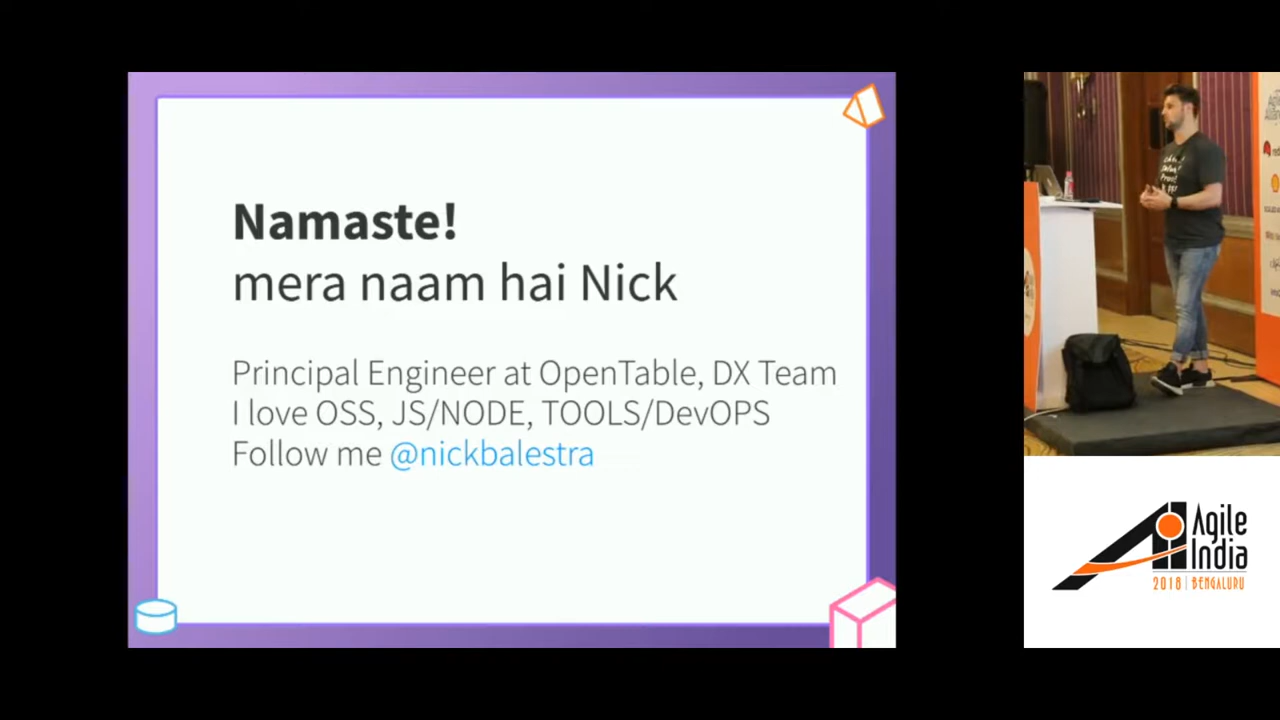 Namaste!
mera naam hai Nick
Principal Engineer at OpenTable, DX Team
I love OSS, JS/NODE, TOOLS/DevOPS
Follow me @nickbalestra
Agile
India
2018 | BENGALURU